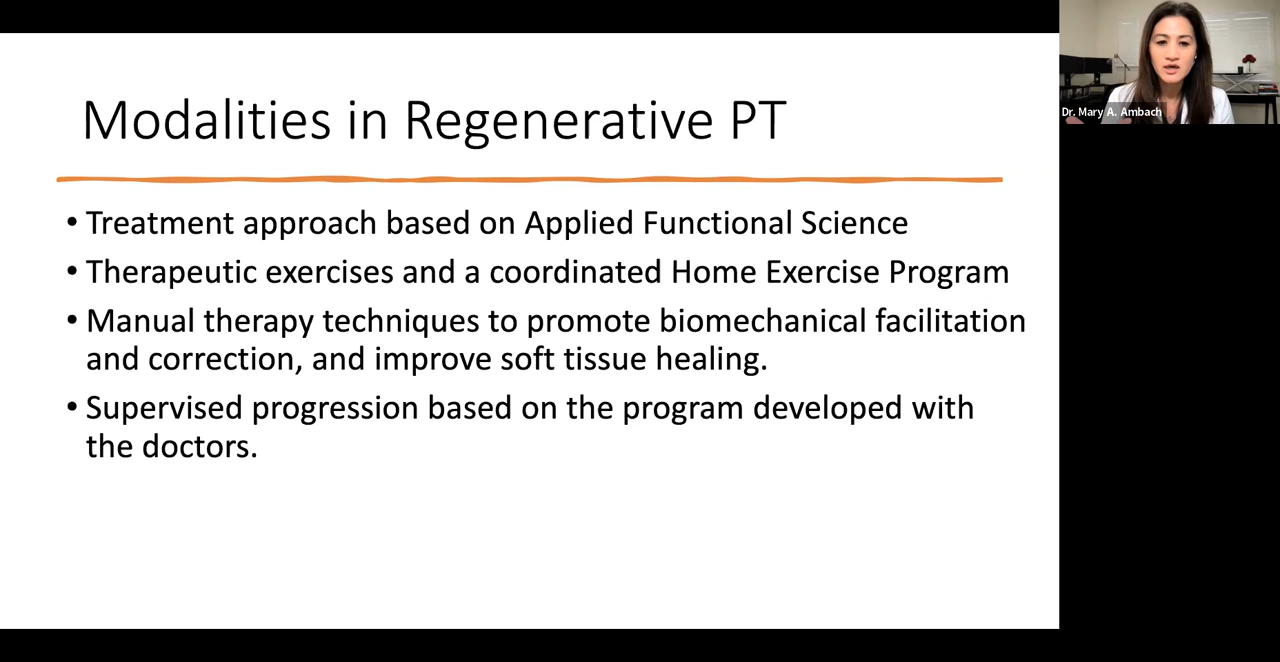 Modalities in Regenerative PT
• Treatment approach based on Applied Functional Science
• Therapeutic exercises and a coordinated Home Exercise Program
• Manual therapy techniques to promote biomechanical facilitation
and correction, and improve soft tissue healing.
• Supervised progression based on the program developed with
the doctors.
Dr. Mary A. Ambach